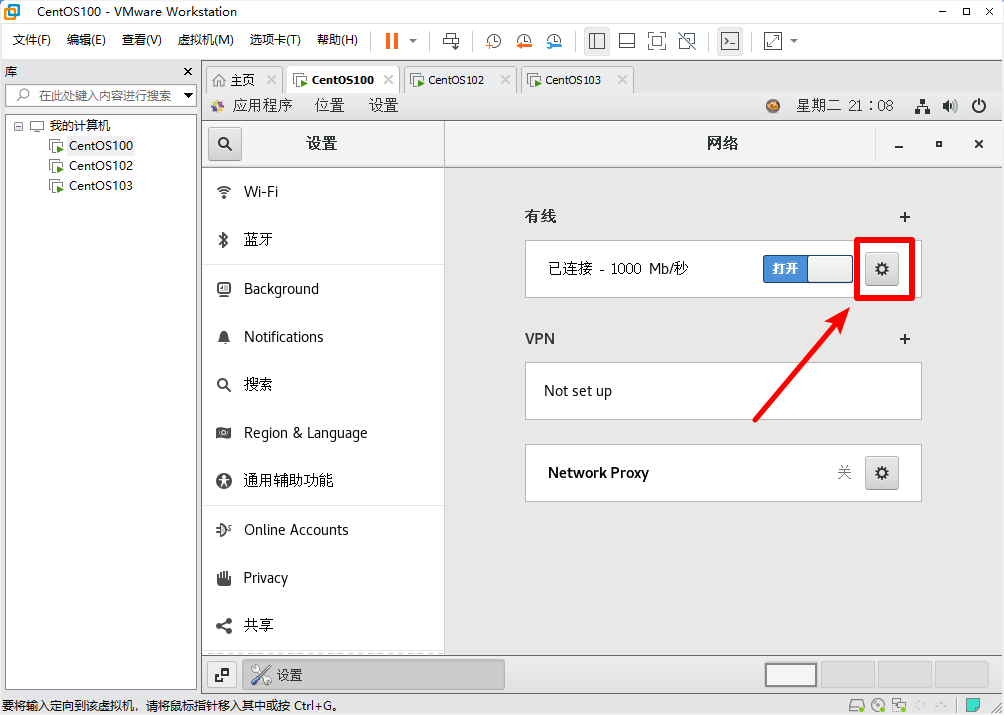 CentOS100 - VMware Workstation
文件(F) 编辑(E) 查看(V) 虚拟机(M) 选项卡(T) 帮助(H)
库
在此处键入内容进行搜索
我的计算机
CentOS100
CentOS102
CentOS103
主页 CentOS100 CentOS102 CentOS103
应用程序 位置 设置 星期二 21:08
设置 网络
Wi-Fi
蓝牙
Background
Notifications
搜索
Region & Language
通用辅助功能
Online Accounts
Privacy
共享
有线
已连接 - 1000 Mb/秒 打开
VPN
Not set up
Network Proxy 关
设置
要将输入定向到该虚拟机，请将鼠标指针移入其中或按 Ctrl+G。